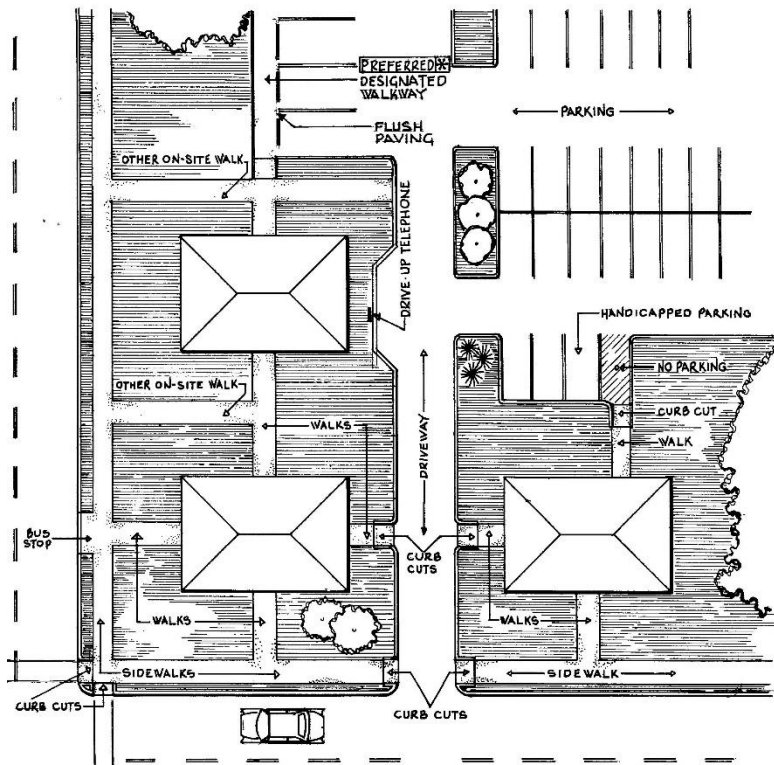 PREFERRED*
DESIGNATED
WALKWAY
FLUSH
PAVING
PARKING
OTHER ON-SITE WALK
DRIVE-UP TELEPHONE
HANDICAPPED PARKING
NO PARKING
OTHER ON-SITE WALK
CURB CUT
WALKS
DRIVEWAY
WALK
BUS
STOP
CURB
CUTS
WALKS
WALKS
SIDEWALKS
SIDEWALK
CURB CUTS
CURB CUTS